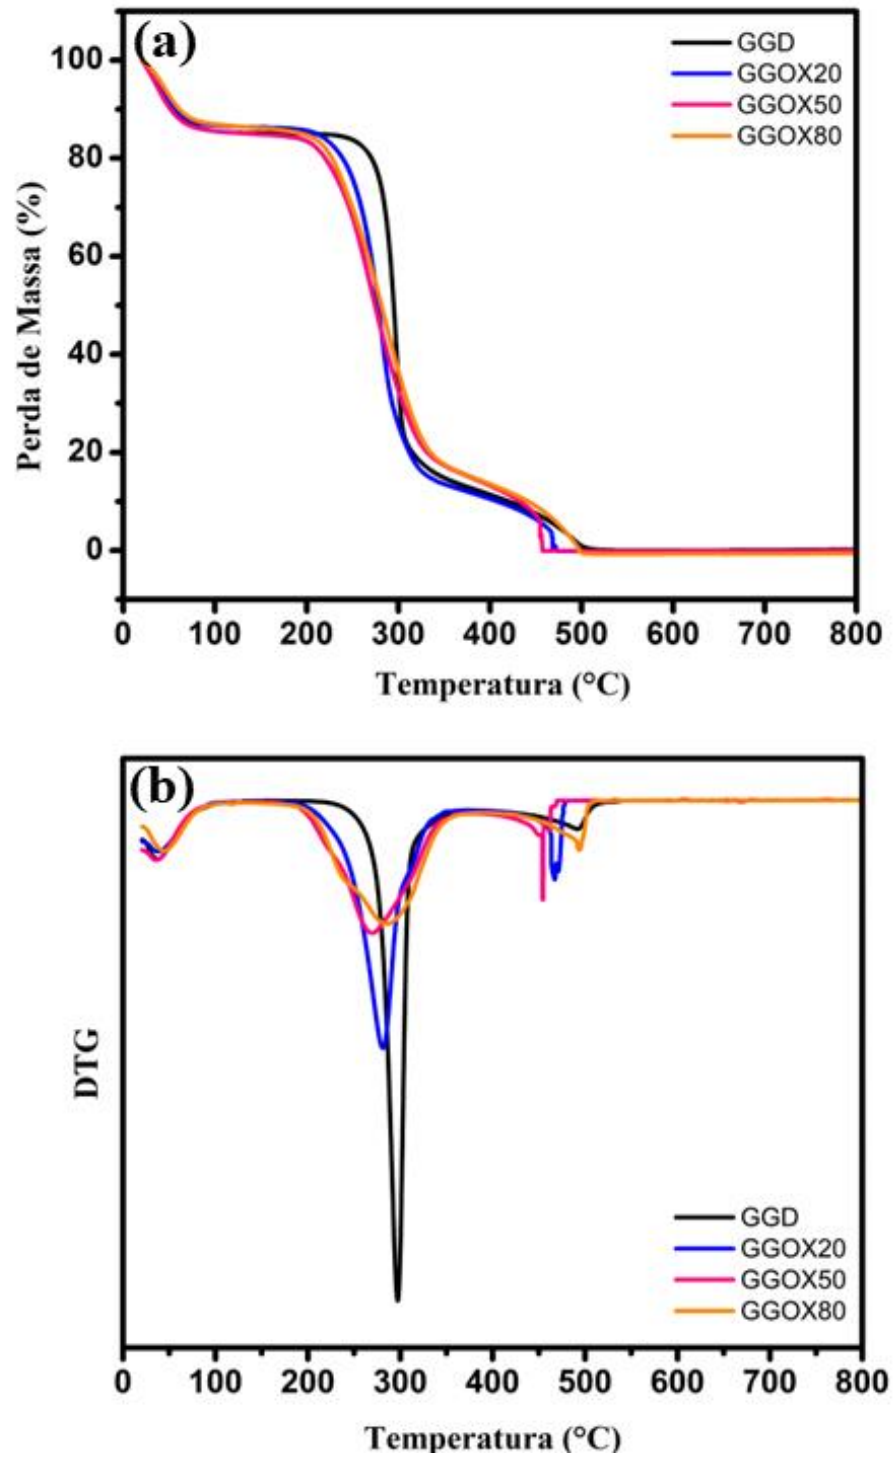 (a)
GGD
GGOX20
GGOX50
GGOX80
Perda de Massa (%)
100
80
60
40
20
0
0 100 200 300 400 500 600 700 800
Temperatura (°C)
(b)
DTG
GGD
GGOX20
GGOX50
GGOX80
0 100 200 300 400 500 600 700 800
Temperatura (°C)